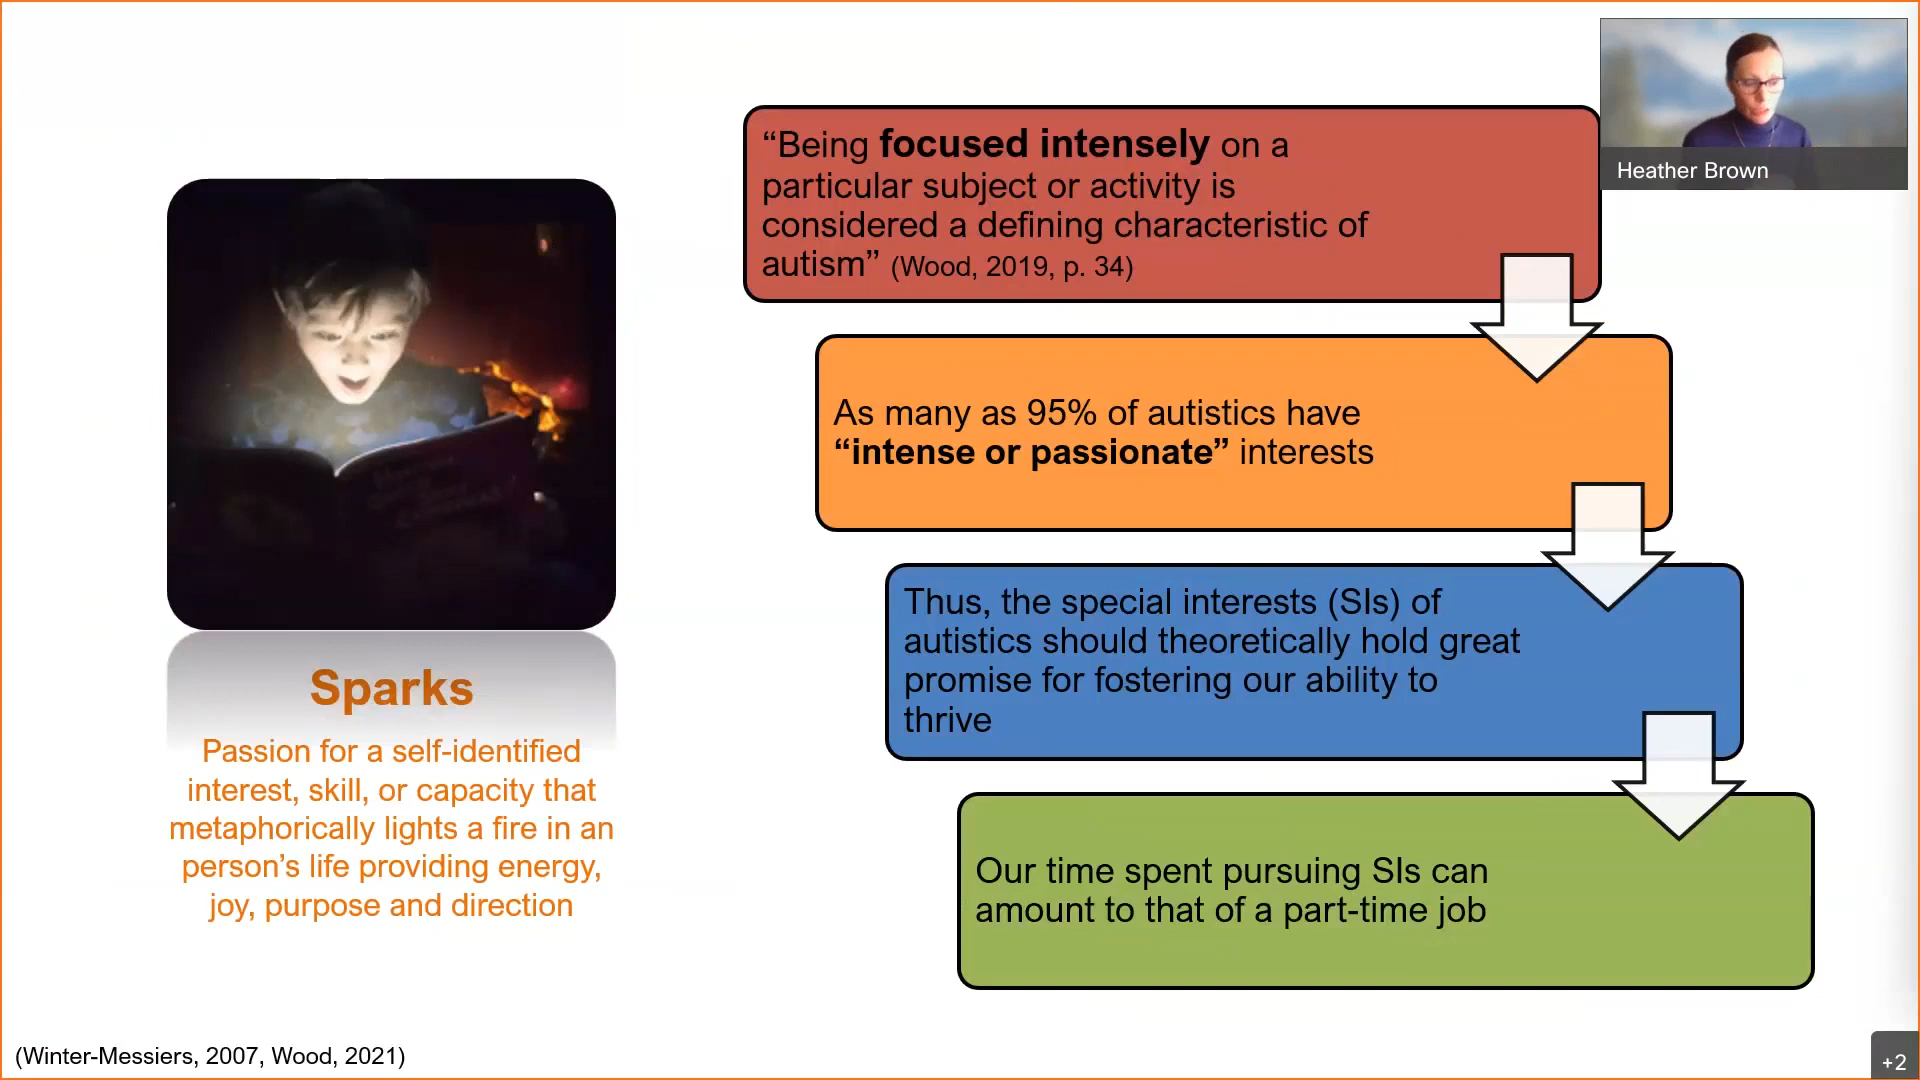 “Being focused intensely on a
particular subject or activity is
considered a defining characteristic of
autism” (Wood, 2019, p. 34)
Heather Brown
As many as 95% of autistics have
“intense or passionate” interests
Thus, the special interests (SIs) of
autistics should theoretically hold great
promise for fostering our ability to
thrive
Our time spent pursuing SIs can
amount to that of a part-time job
Sparks
Passion for a self-identified
interest, skill, or capacity that
metaphorically lights a fire in an
person’s life providing energy,
joy, purpose and direction
(Winter-Messiers, 2007, Wood, 2021)
+2